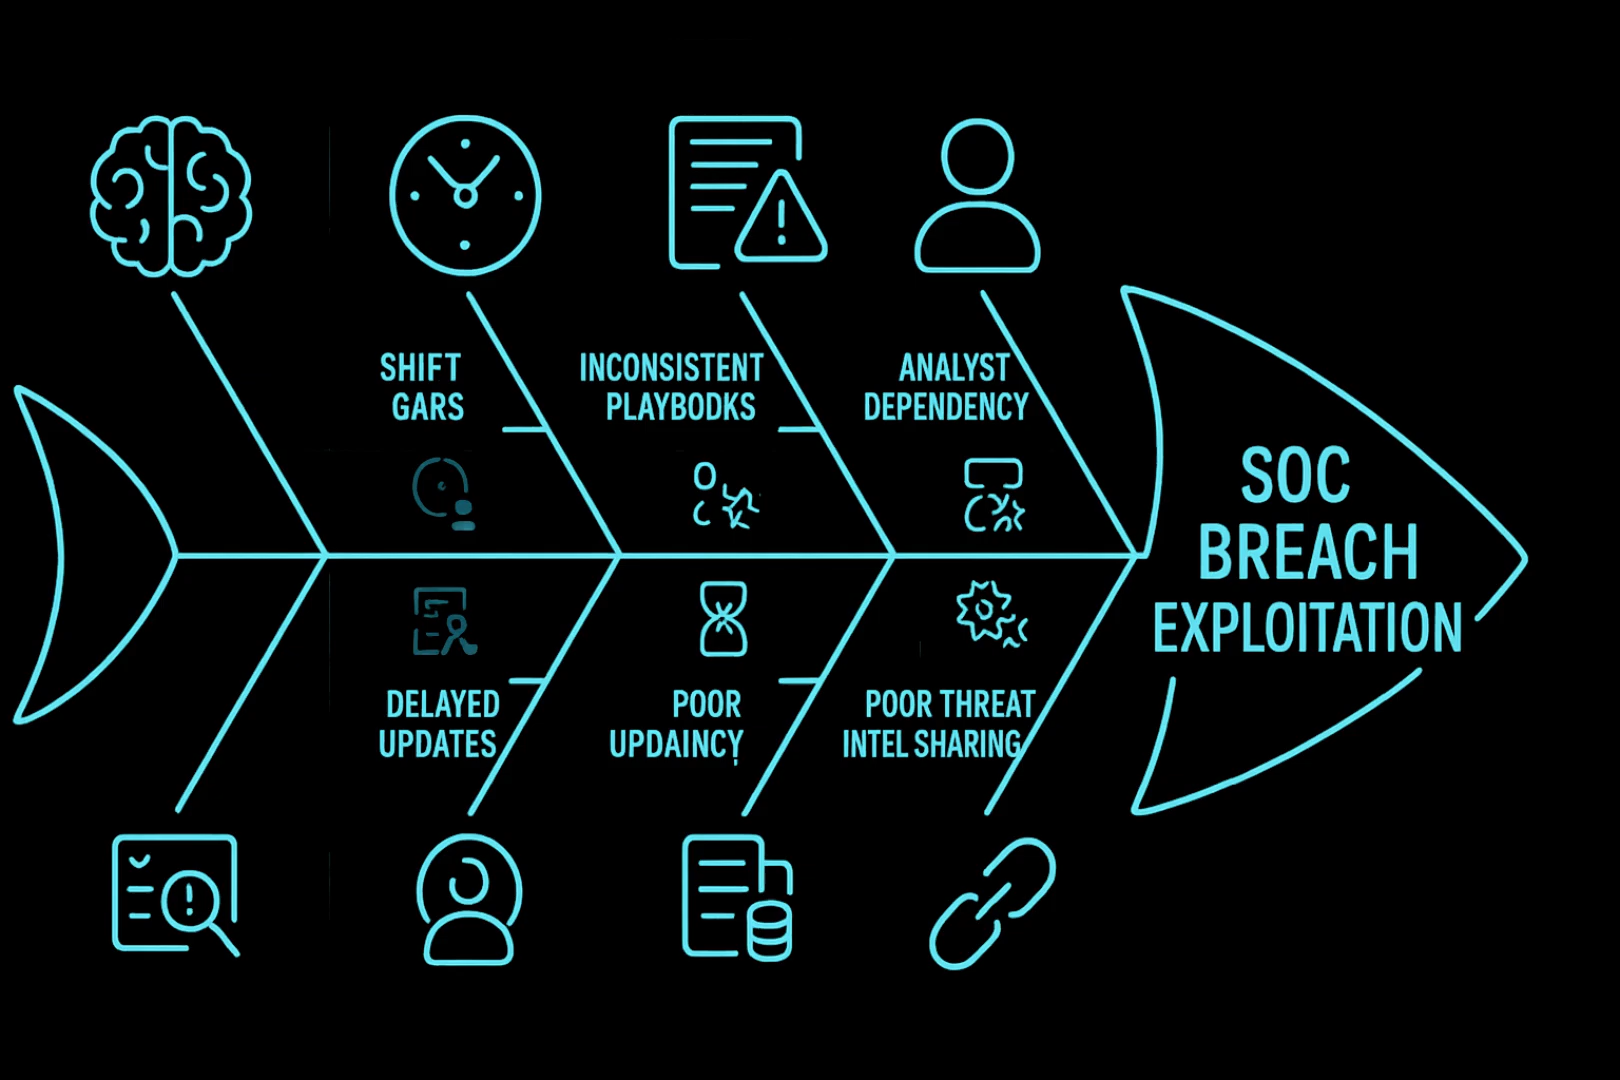 SHIFT
GARS
INCONSISTENT
PLAYBODKS
ANALYST
DEPENDENCY
SOC
BREACH
EXPLOITATION
DELAYED
UPDATES
POOR
UPDAINCY
POOR THREAT
INTEL SHARING